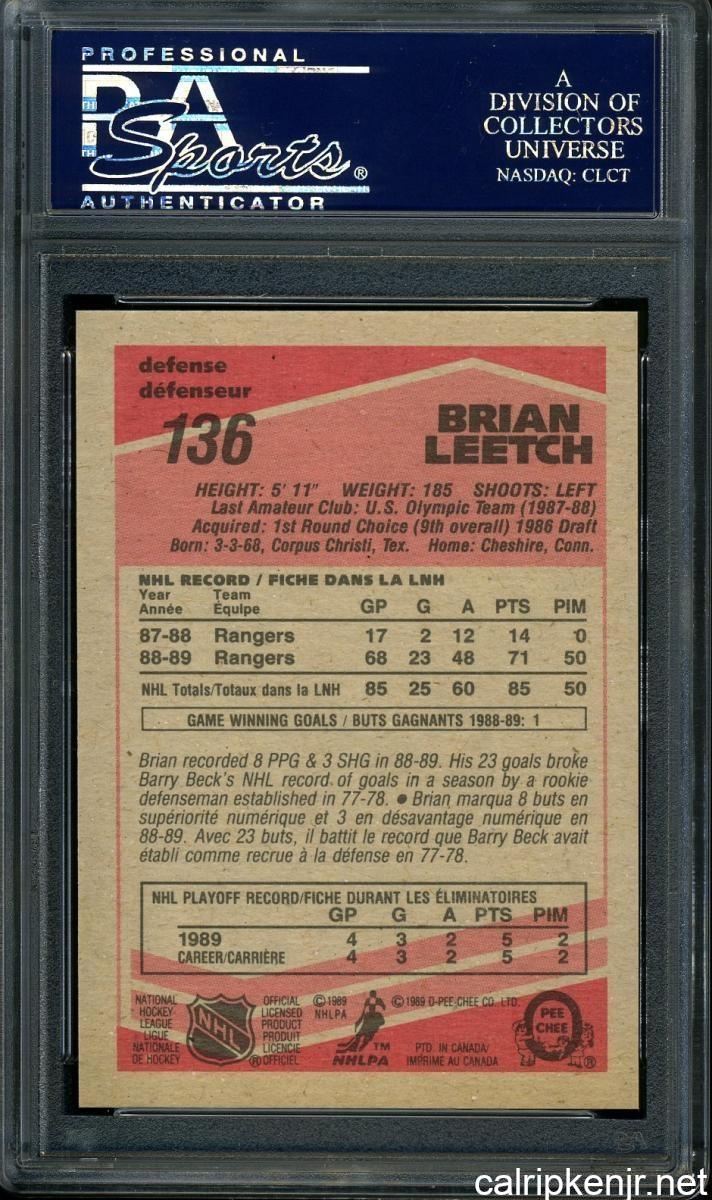 PROFESSIONAL
PSA
Sports®
AUTHENTICATOR
A
DIVISION OF
COLLECTORS
UNIVERSE
NASDAQ: CLCT
defense
défenseur
136
BRIAN
LEETCH
HEIGHT: 5' 11" WEIGHT: 185 SHOOTS: LEFT
Last Amateur Club: U.S. Olympic Team (1987-88)
Acquired: 1st Round Choice (9th overall) 1986 Draft
Born: 3-3-68, Corpus Christi, Tex. Home: Cheshire, Conn.
NHL RECORD / FICHE DANS LA LNH
Year Team
Année Équipe GP G A PTS PIM
87-88 Rangers 17 2 12 14 0
88-89 Rangers 68 23 48 71 50
NHL Totals/Totaux dans la LNH 85 25 60 85 50
GAME WINNING GOALS / BUTS GAGNANTS 1988-89: 1
Brian recorded 8 PPG & 3 SHG in 88-89. His 23 goals broke
Barry Beck's NHL record of goals in a season by a rookie
defenseman established in 77-78. ● Brian marqua 8 buts en
supériorité numérique et 3 en désavantage numérique en
88-89. Avec 23 buts, il battit le record que Barry Beck avait
établi comme recrue à la défense en 77-78.
NHL PLAYOFF RECORD/FICHE DURANT LES ÉLIMINATOIRES
GP G A PTS PIM
1989 4 3 2 5 2
CAREER/CARRIÈRE 4 3 2 5 2
NATIONAL
HOCKEY
LEAGUE
LIGUE
NATIONALE
DE HOCKEY
NHL
®
OFFICIAL
LICENSED
PRODUCT
PRODUIT
LICENCIE
OFFICIEL
©1989
NHLPA
TM
NHLPA
©1989 O-PEE-CHEE CO. LTD.
PTD IN CANADA/
IMPRIMÉ AU CANADA
O
PEE
CHEE
®
calripkenjr.net